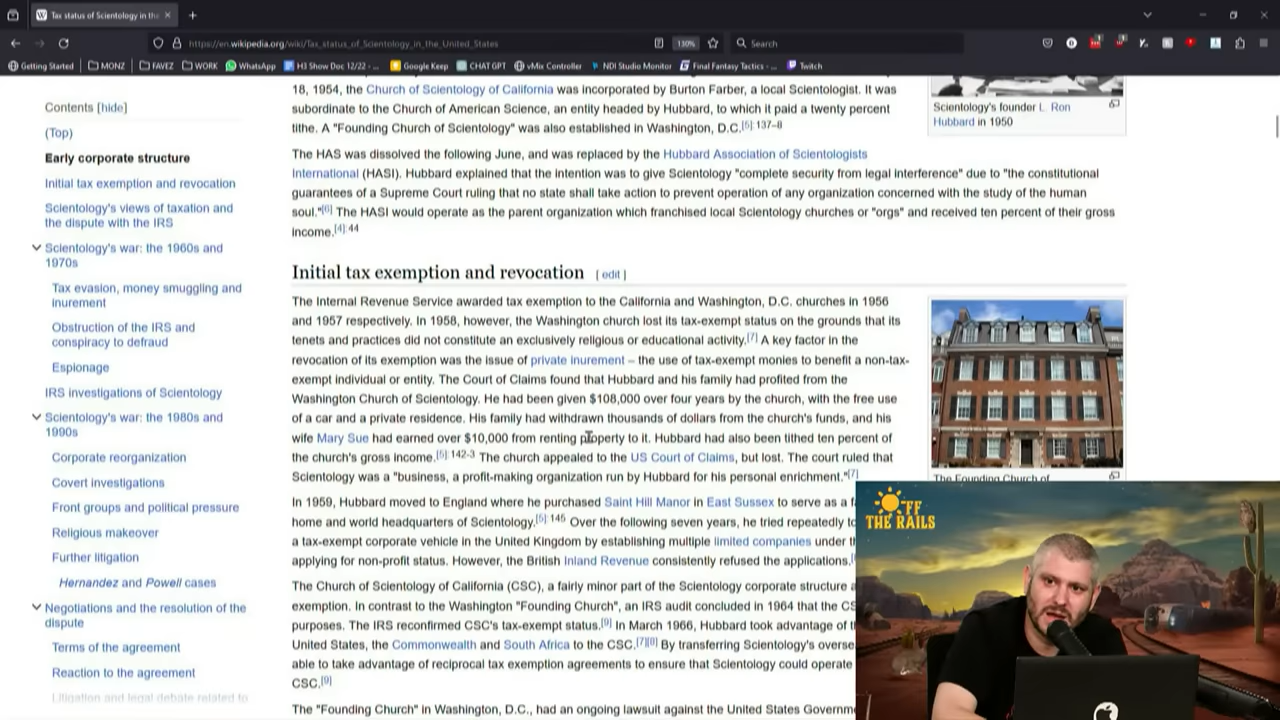 Tax status of Scientology in the
https://en.wikipedia.org/wiki/Tax_status_of_Scientology_in_the_United_States
130%
Search
Getting Started
MONZ
FAVEZ
WORK
WhatsApp
H3 Show Doc 12/22 - ...
Google Keep
CHAT GPT
vMix Controller
NDI Studio Monitor
Final Fantasy Tactics - ...
Twitch
Contents [hide]
(Top)
Early corporate structure
Initial tax exemption and revocation
Scientology's views of taxation and
the dispute with the IRS
Scientology's war: the 1960s and
1970s
Tax evasion, money smuggling and
inurement
Obstruction of the IRS and
conspiracy to defraud
Espionage
IRS investigations of Scientology
Scientology's war: the 1980s and
1990s
Corporate reorganization
Covert investigations
Front groups and political pressure
Religious makeover
Further litigation
Hernandez and Powell cases
Negotiations and the resolution of the
dispute
Terms of the agreement
Reaction to the agreement
Litigation and legal debate related to
18, 1954, the Church of Scientology of California was incorporated by Burton Farber, a local Scientologist. It was
subordinate to the Church of American Science, an entity headed by Hubbard, to which it paid a twenty percent
tithe. A "Founding Church of Scientology" was also established in Washington, D.C.[5]: 137–8
The HAS was dissolved the following June, and was replaced by the Hubbard Association of Scientologists
International (HASI). Hubbard explained that the intention was to give Scientology "complete security from legal interference" due to "the constitutional
guarantees of a Supreme Court ruling that no state shall take action to prevent operation of any organization concerned with the study of the human
soul."[6] The HASI would operate as the parent organization which franchised local Scientology churches or "orgs" and received ten percent of their gross
income.[4]: 44
Scientology's founder L. Ron
Hubbard in 1950
Initial tax exemption and revocation [ edit ]
The Internal Revenue Service awarded tax exemption to the California and Washington, D.C. churches in 1956
and 1957 respectively. In 1958, however, the Washington church lost its tax-exempt status on the grounds that its
tenets and practices did not constitute an exclusively religious or educational activity.[7] A key factor in the
revocation of its exemption was the issue of private inurement – the use of tax-exempt monies to benefit a non-tax-
exempt individual or entity. The Court of Claims found that Hubbard and his family had profited from the
Washington Church of Scientology. He had been given $108,000 over four years by the church, with the free use
of a car and a private residence. His family had withdrawn thousands of dollars from the church's funds, and his
wife Mary Sue had earned over $10,000 from renting property to it. Hubbard had also been tithed ten percent of
the church's gross income.[5]: 142-3 The church appealed to the US Court of Claims, but lost. The court ruled that
Scientology was a "business, a profit-making organization run by Hubbard for his personal enrichment."[7]
The Founding Church of
In 1959, Hubbard moved to England where he purchased Saint Hill Manor in East Sussex to serve as a
home and world headquarters of Scientology.[5]: 145 Over the following seven years, he tried repeatedly to
a tax-exempt corporate vehicle in the United Kingdom by establishing multiple limited companies under
applying for non-profit status. However, the British Inland Revenue consistently refused the applications.
The Church of Scientology of California (CSC), a fairly minor part of the Scientology corporate structure
exemption. In contrast to the Washington "Founding Church", an IRS audit concluded in 1964 that the
purposes. The IRS reconfirmed CSC's tax-exempt status.[9] In March 1966, Hubbard took advantage of
United States, the Commonwealth and South Africa to the CSC.[7][8] By transferring Scientology's
able to take advantage of reciprocal tax exemption agreements to ensure that Scientology could operate
CSC.[9]
The "Founding Church" in Washington, D.C., had an ongoing lawsuit against the United States
OFF
THE RAILS